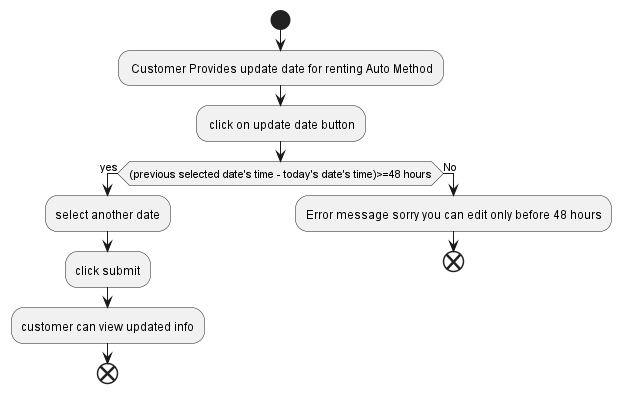 Customer Provides update date for renting Auto Method
click on update date button
yes
(previous selected date's time - today's date's time)>=48 hours
No
select another date
Error message sorry you can edit only before 48 hours
click submit
customer can view updated info